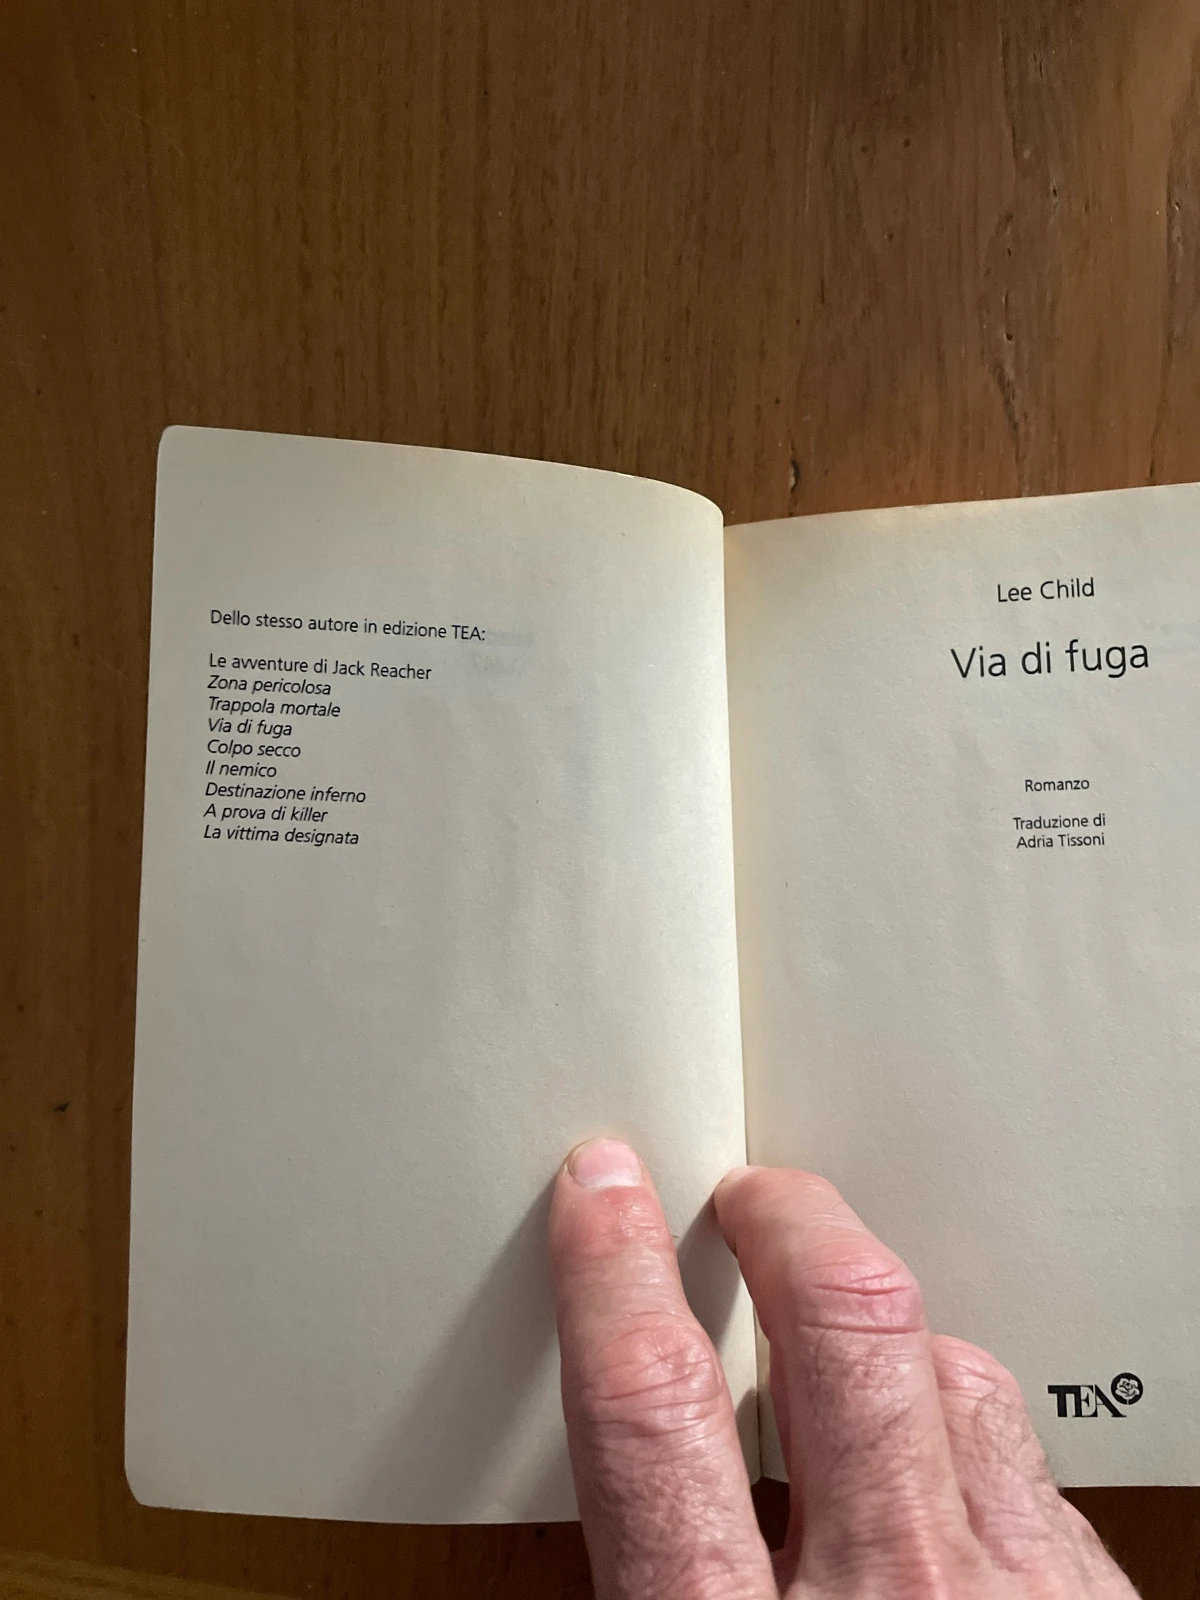 Dello stesso autore in edizione TEA:
Le avventure di Jack Reacher
Zona pericolosa
Trappola mortale
Via di fuga
Colpo secco
Il nemico
Destinazione inferno
A prova di killer
La vittima designata
Lee Child
Via di fuga
Romanzo
Traduzione di
Adria Tissoni
TEA